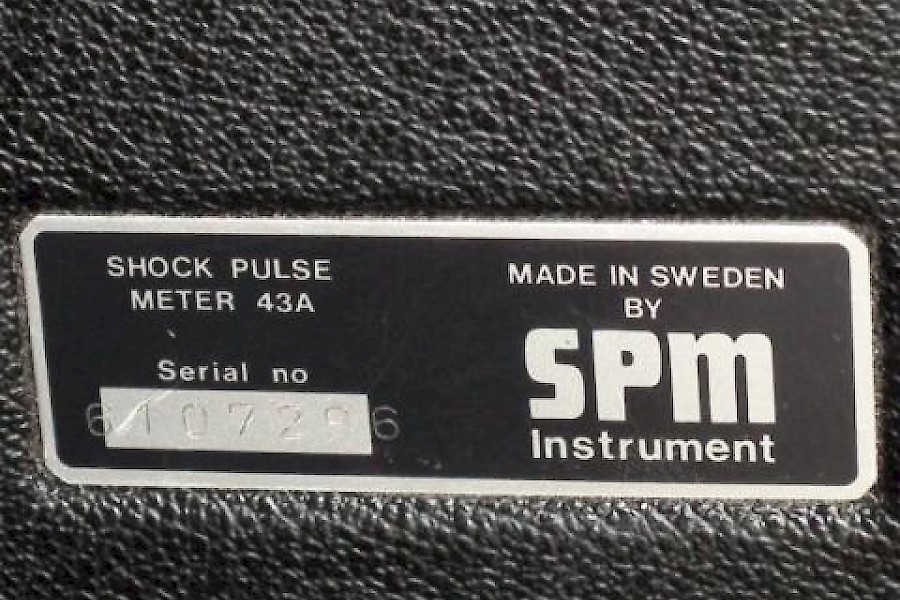 SHOCK PULSE
METER 43A
Serial no
6107296
MADE IN SWEDEN
BY
SPM
Instrument